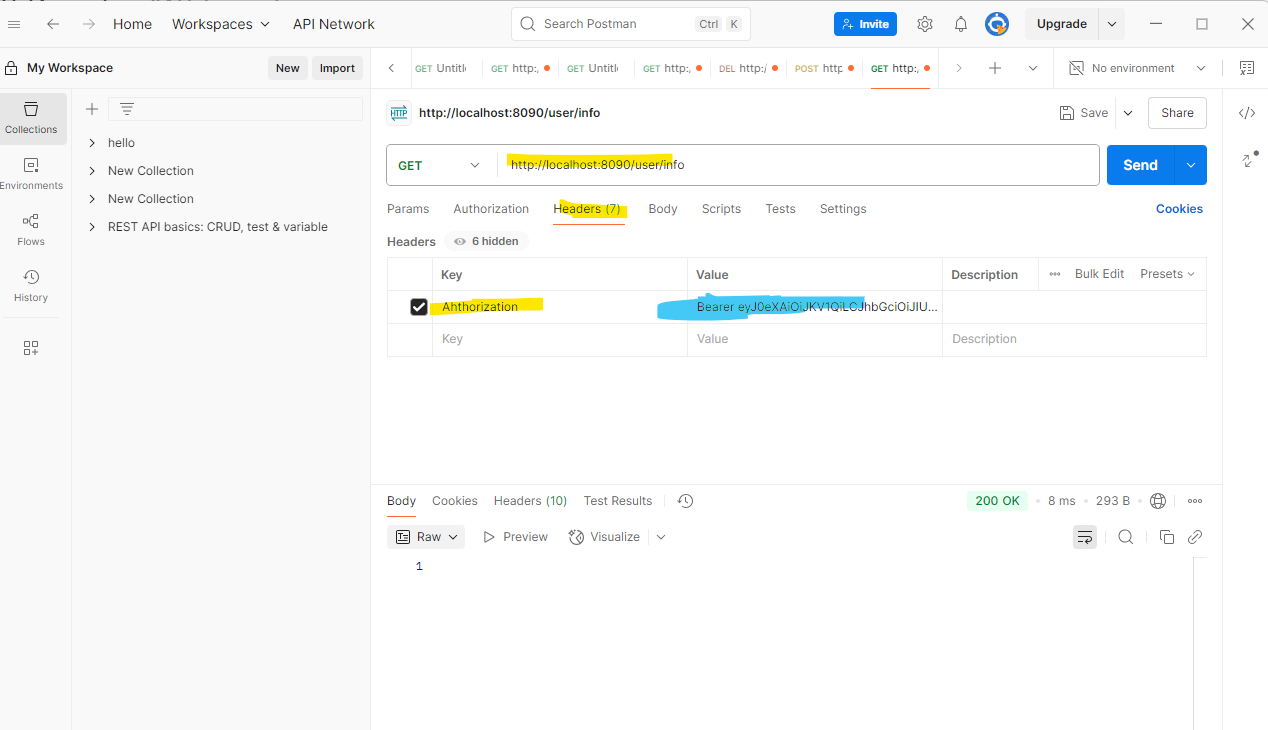 Home Workspaces API Network Search Postman Ctrl K Invite Upgrade
My Workspace New Import GET Untitle GET http:/ GET Untitle GET http:/ DEL http:/ POST http GET http:/ No environment
Collections
Environments
Flows
History
hello
New Collection
New Collection
REST API basics: CRUD, test & variable
HTTP http://localhost:8090/user/info Save Share
GET http://localhost:8090/user/info Send
Params Authorization Headers (7) Body Scripts Tests Settings Cookies
Headers 6 hidden
Key Value Description Bulk Edit Presets
Ahthorization Bearer eyJ0eXAiOiJKV1QiLCJhbGciOiJIU...
Key Value Description
Body Cookies Headers (10) Test Results 200 OK 8 ms 293 B
Raw Preview Visualize
1